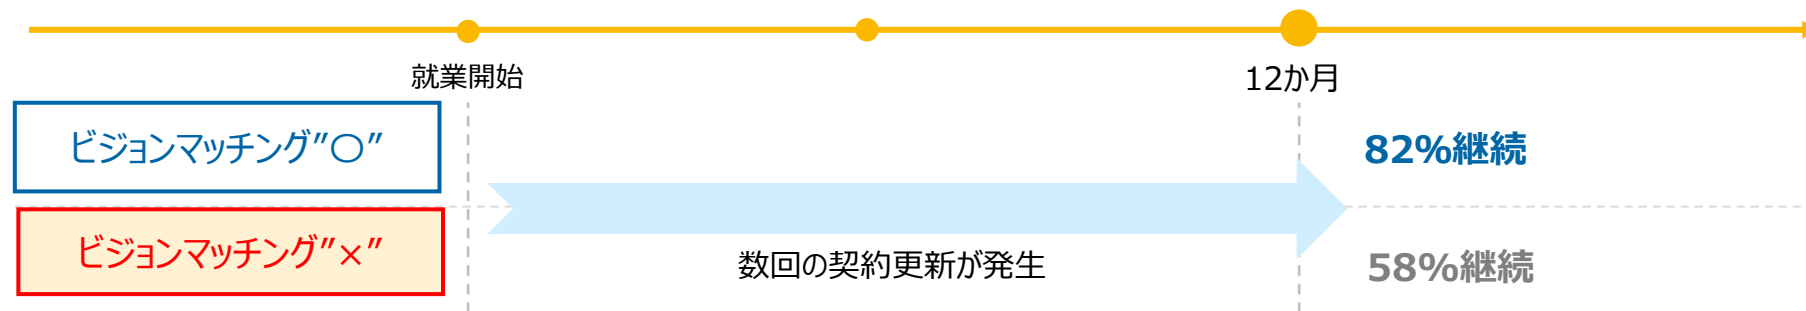 就業開始
12か月
ビジョンマッチング”〇”
82%継続
ビジョンマッチング”×”
数回の契約更新が発生
58%継続